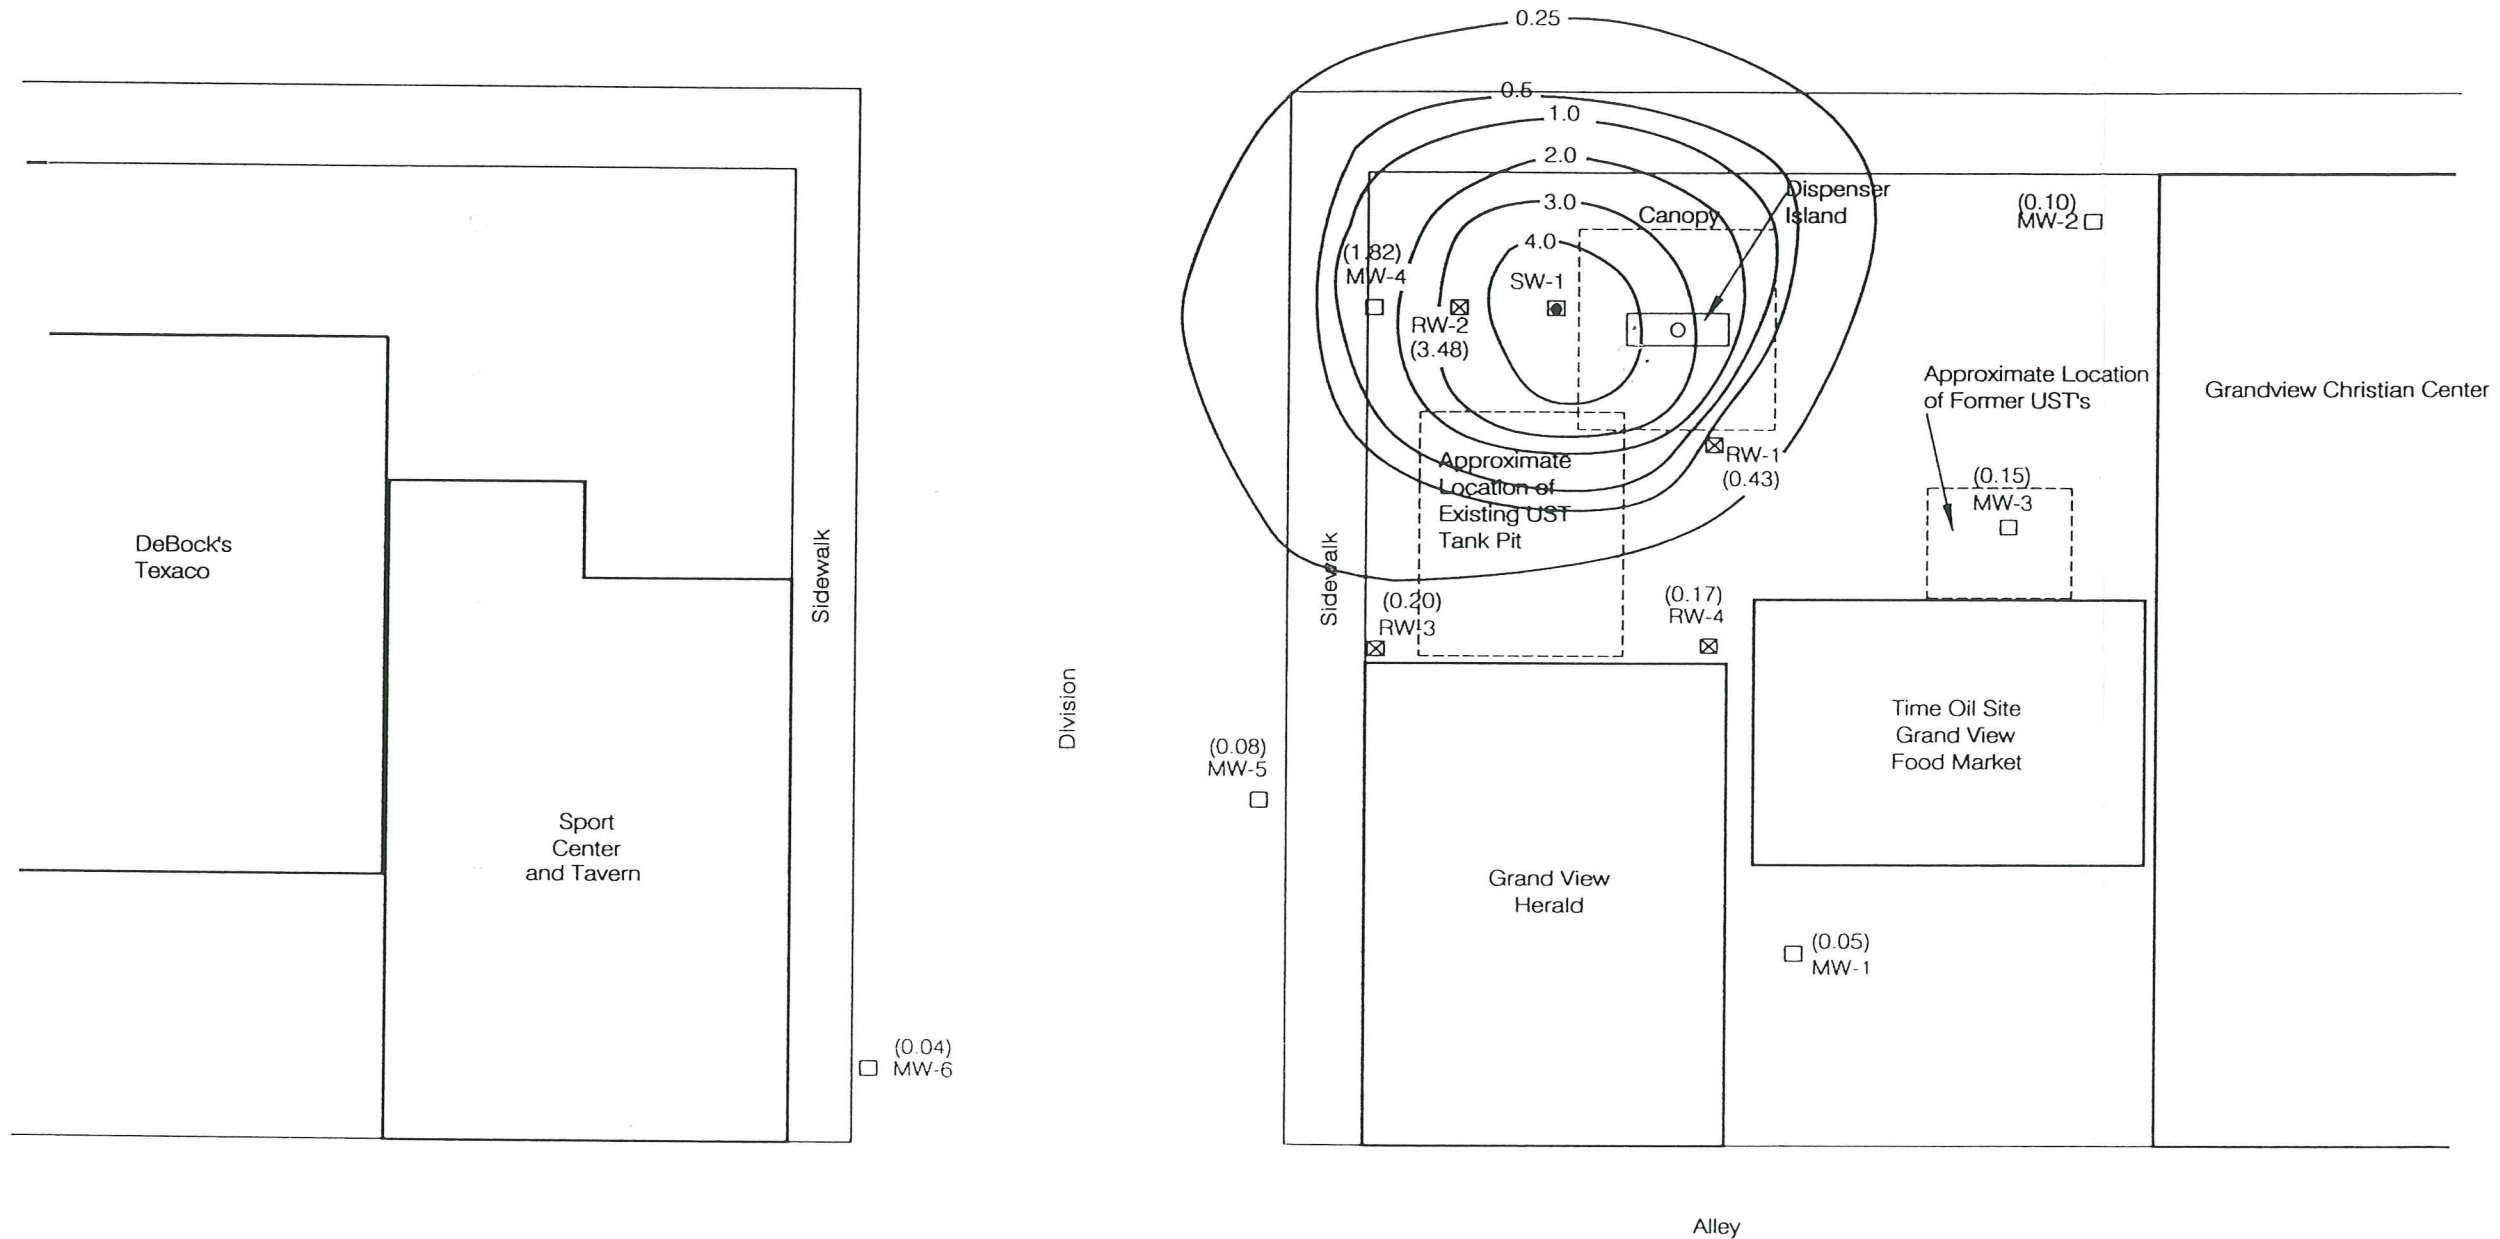 0.25
0.5
1.0
2.0
3.0
4.0
Canopy
Dispenser
Island
(0.10)
MW-2
(1.82)
MW-4
SW-1
RW-2
(3.48)
Approximate Location
of Former UST's
Grandview Christian Center
RW-1
(0.43)
Approximate
Location of
Existing UST
Tank Pit
(0.15)
MW-3
DeBock's
Texaco
Sidewalk
Sidewalk
(0.20)
RW-3
(0.17)
RW-4
Division
Time Oil Site
Grand View
Food Market
(0.08)
MW-5
Sport
Center
and Tavern
Grand View
Herald
(0.05)
MW-1
(0.04)
MW-6
Alley